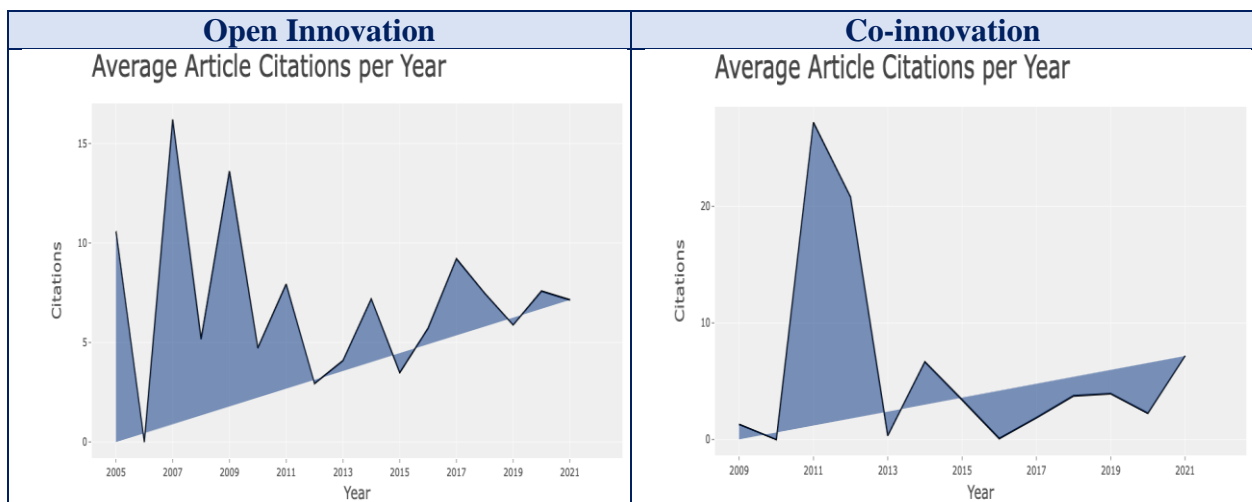 Open Innovation
Average Article Citations per Year
15
10
5
0
Citations
2005 2007 2009 2011 2013 2015 2017 2019 2021
Year
Co-innovation
Average Article Citations per Year
20
10
0
Citations
2009 2011 2013 2015 2017 2019 2021
Year